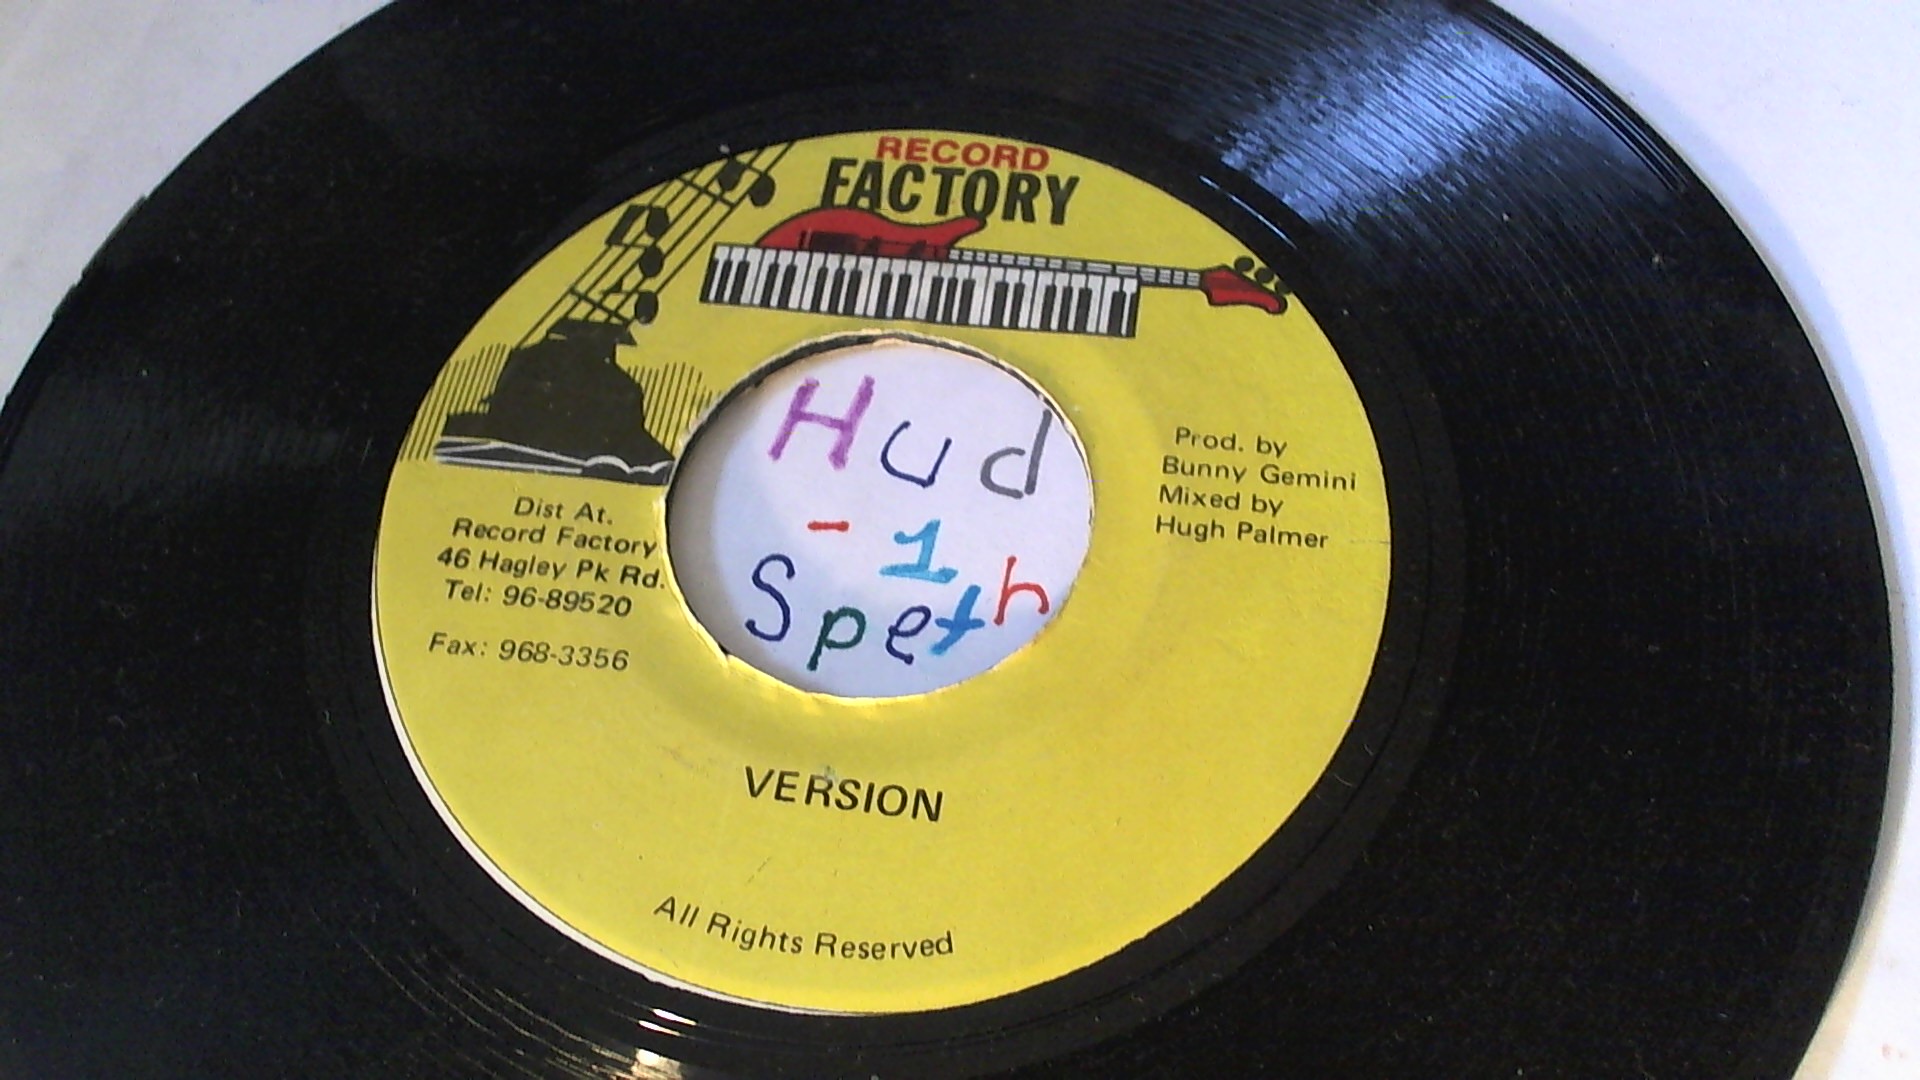 RECORD
FACTORY
Dist At.
Record Factory
46 Hagley Pk Rd.
Tel: 96-89520
Fax: 968-3356
Hud
- 1
Speth
Prod. by
Bunny Gemini
Mixed by
Hugh Palmer
VERSION
All Rights Reserved